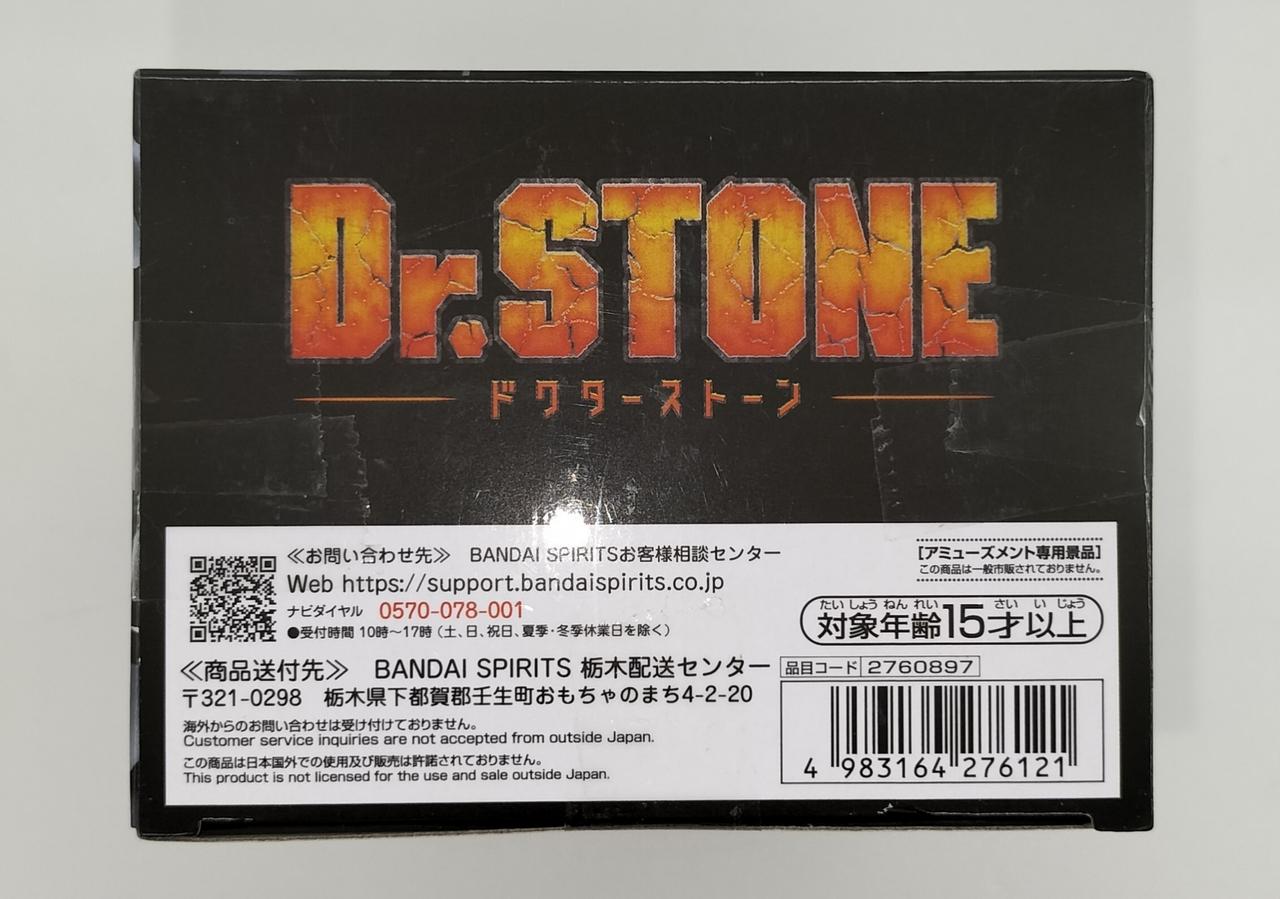 Dr.STONE
ドクターストーン
≪お問い合わせ先≫ BANDAI SPIRITSお客様相談センター
Web https://support.bandaispirits.co.jp
ナビダイヤル 0570-078-001
●受付時間 10時～17時（土、日、祝日、夏季・冬季休業日を除く）
[アミューズメント専用景品]
この商品は一般市販されておりません。
たいしょうねんれい さいいじょう
対象年齢15才以上
≪商品送付先≫ BANDAI SPIRITS 栃木配送センター
〒321-0298 栃木県下都賀郡壬生町おもちゃのまち4-2-20
海外からのお問い合わせは受け付けておりません。
Customer service inquiries are not accepted from outside Japan.
この商品は日本国外での使用及び販売は許諾されておりません。
This product is not licensed for the use and sale outside Japan.
品目コード 2760897
4 983164 276121